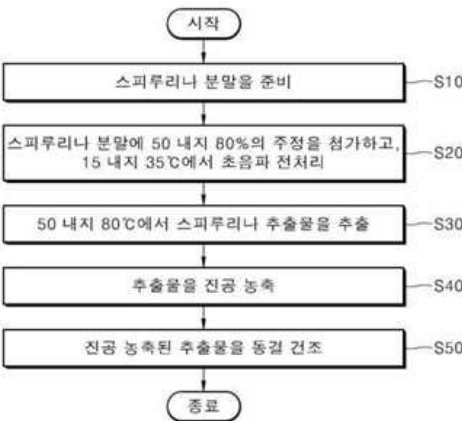 시작
스피루리나 분말을 준비
S10
스피루리나 분말에 50 내지 80%의 주정을 첨가하고,
15 내지 35℃에서 초음파 전처리
S20
50 내지 80℃에서 스피루리나 추출물을 추출
S30
추출물을 진공 농축
S40
진공 농축된 추출물을 동결 건조
S50
종료